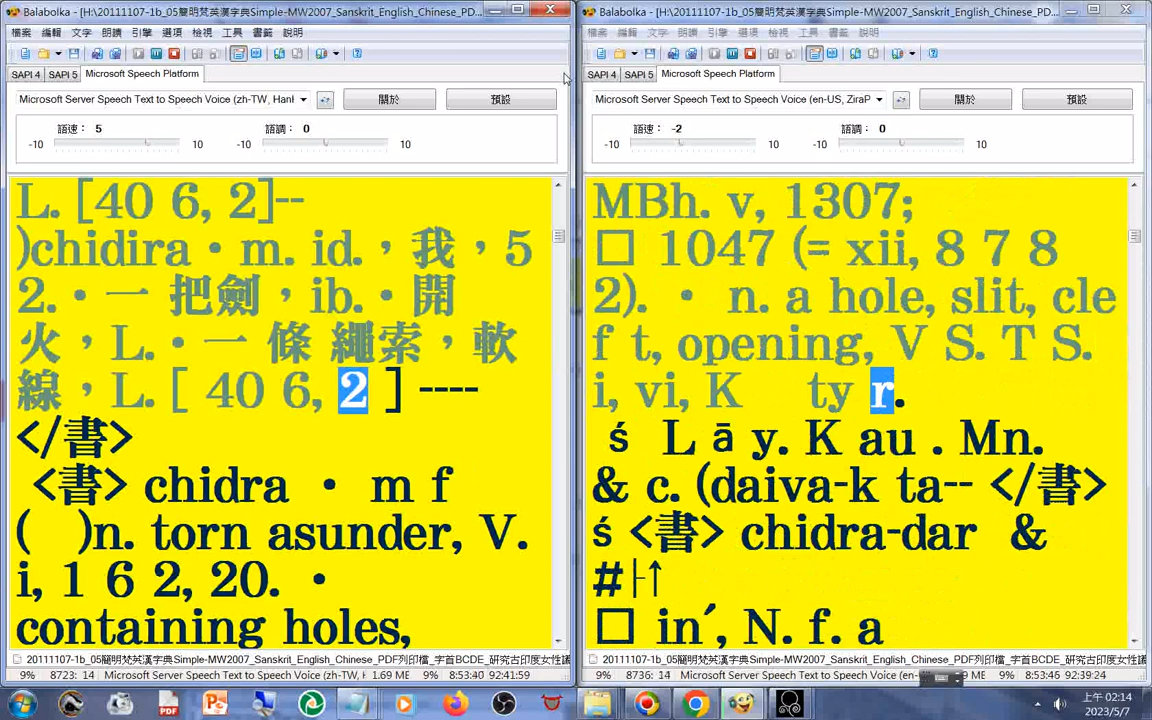 Balabolka - [H:\20111107-1b_05簡明梵英漢字典Simple-MW2007_Sanskrit_English_Chinese_PD...
檔案 編輯 文字 朗讀 引擎 選項 檢視 工具 書籤 說明
SAPI 4 SAPI 5 Microsoft Speech Platform
Microsoft Server Speech Text to Speech Voice (zh-TW, Hanl
關於 預設
語速： 5 語調： 0
-10 10 -10 10
L. [40 6, 2]--
)chidira • m. id.，我，5
2. • 一 把劍，ib. • 開
火，L. • 一 條 繩索，軟
線，L. [ 40 6, 2 ] ----
</書>
<書> chidra • m f
( )n. torn asunder, V.
i, 1 6 2, 20. •
containing holes,
20111107-1b_05簡明梵英漢字典Simple-MW2007_Sanskrit_English_Chinese_PDF列印檔_字首BCDE_研究古印度女性議
9% 8723: 14 Microsoft Server Speech Text to Speech Voice (zh-TW, H 1.69 MB 9% 8:53:40 92:41:59
Balabolka - [H:\20111107-1b_05簡明梵英漢字典Simple-MW2007_Sanskrit_English_Chinese_PD...
檔案 編輯 文字 朗讀 引擎 選項 檢視 工具 書籤 說明
SAPI 4 SAPI 5 Microsoft Speech Platform
Microsoft Server Speech Text to Speech Voice (en-US, ZiraP
關於 預設
語速： -2 語調： 0
-10 10 -10 10
MBh. v, 1307;
□ 1047 (= xii, 8 7 8
2). • n. a hole, slit, cle
f t, opening, V S. T S.
i, vi, K ty r.
ś L ā y. K au . Mn.
& c. (daiva-k ta-- </書>
ś <書> chidra-dar &
#├↑
□ in´, N. f. a
20111107-1b_05簡明梵英漢字典Simple-MW2007_Sanskrit_English_Chinese_PDF列印檔_字首BCDE_研究古印度女性議
9% 8736: 14 Microsoft Server Speech Text to Speech Voice (en-US, ZiraP 9 MB 9% 8:53:46 92:39:24
上午 02:14
2023/5/7